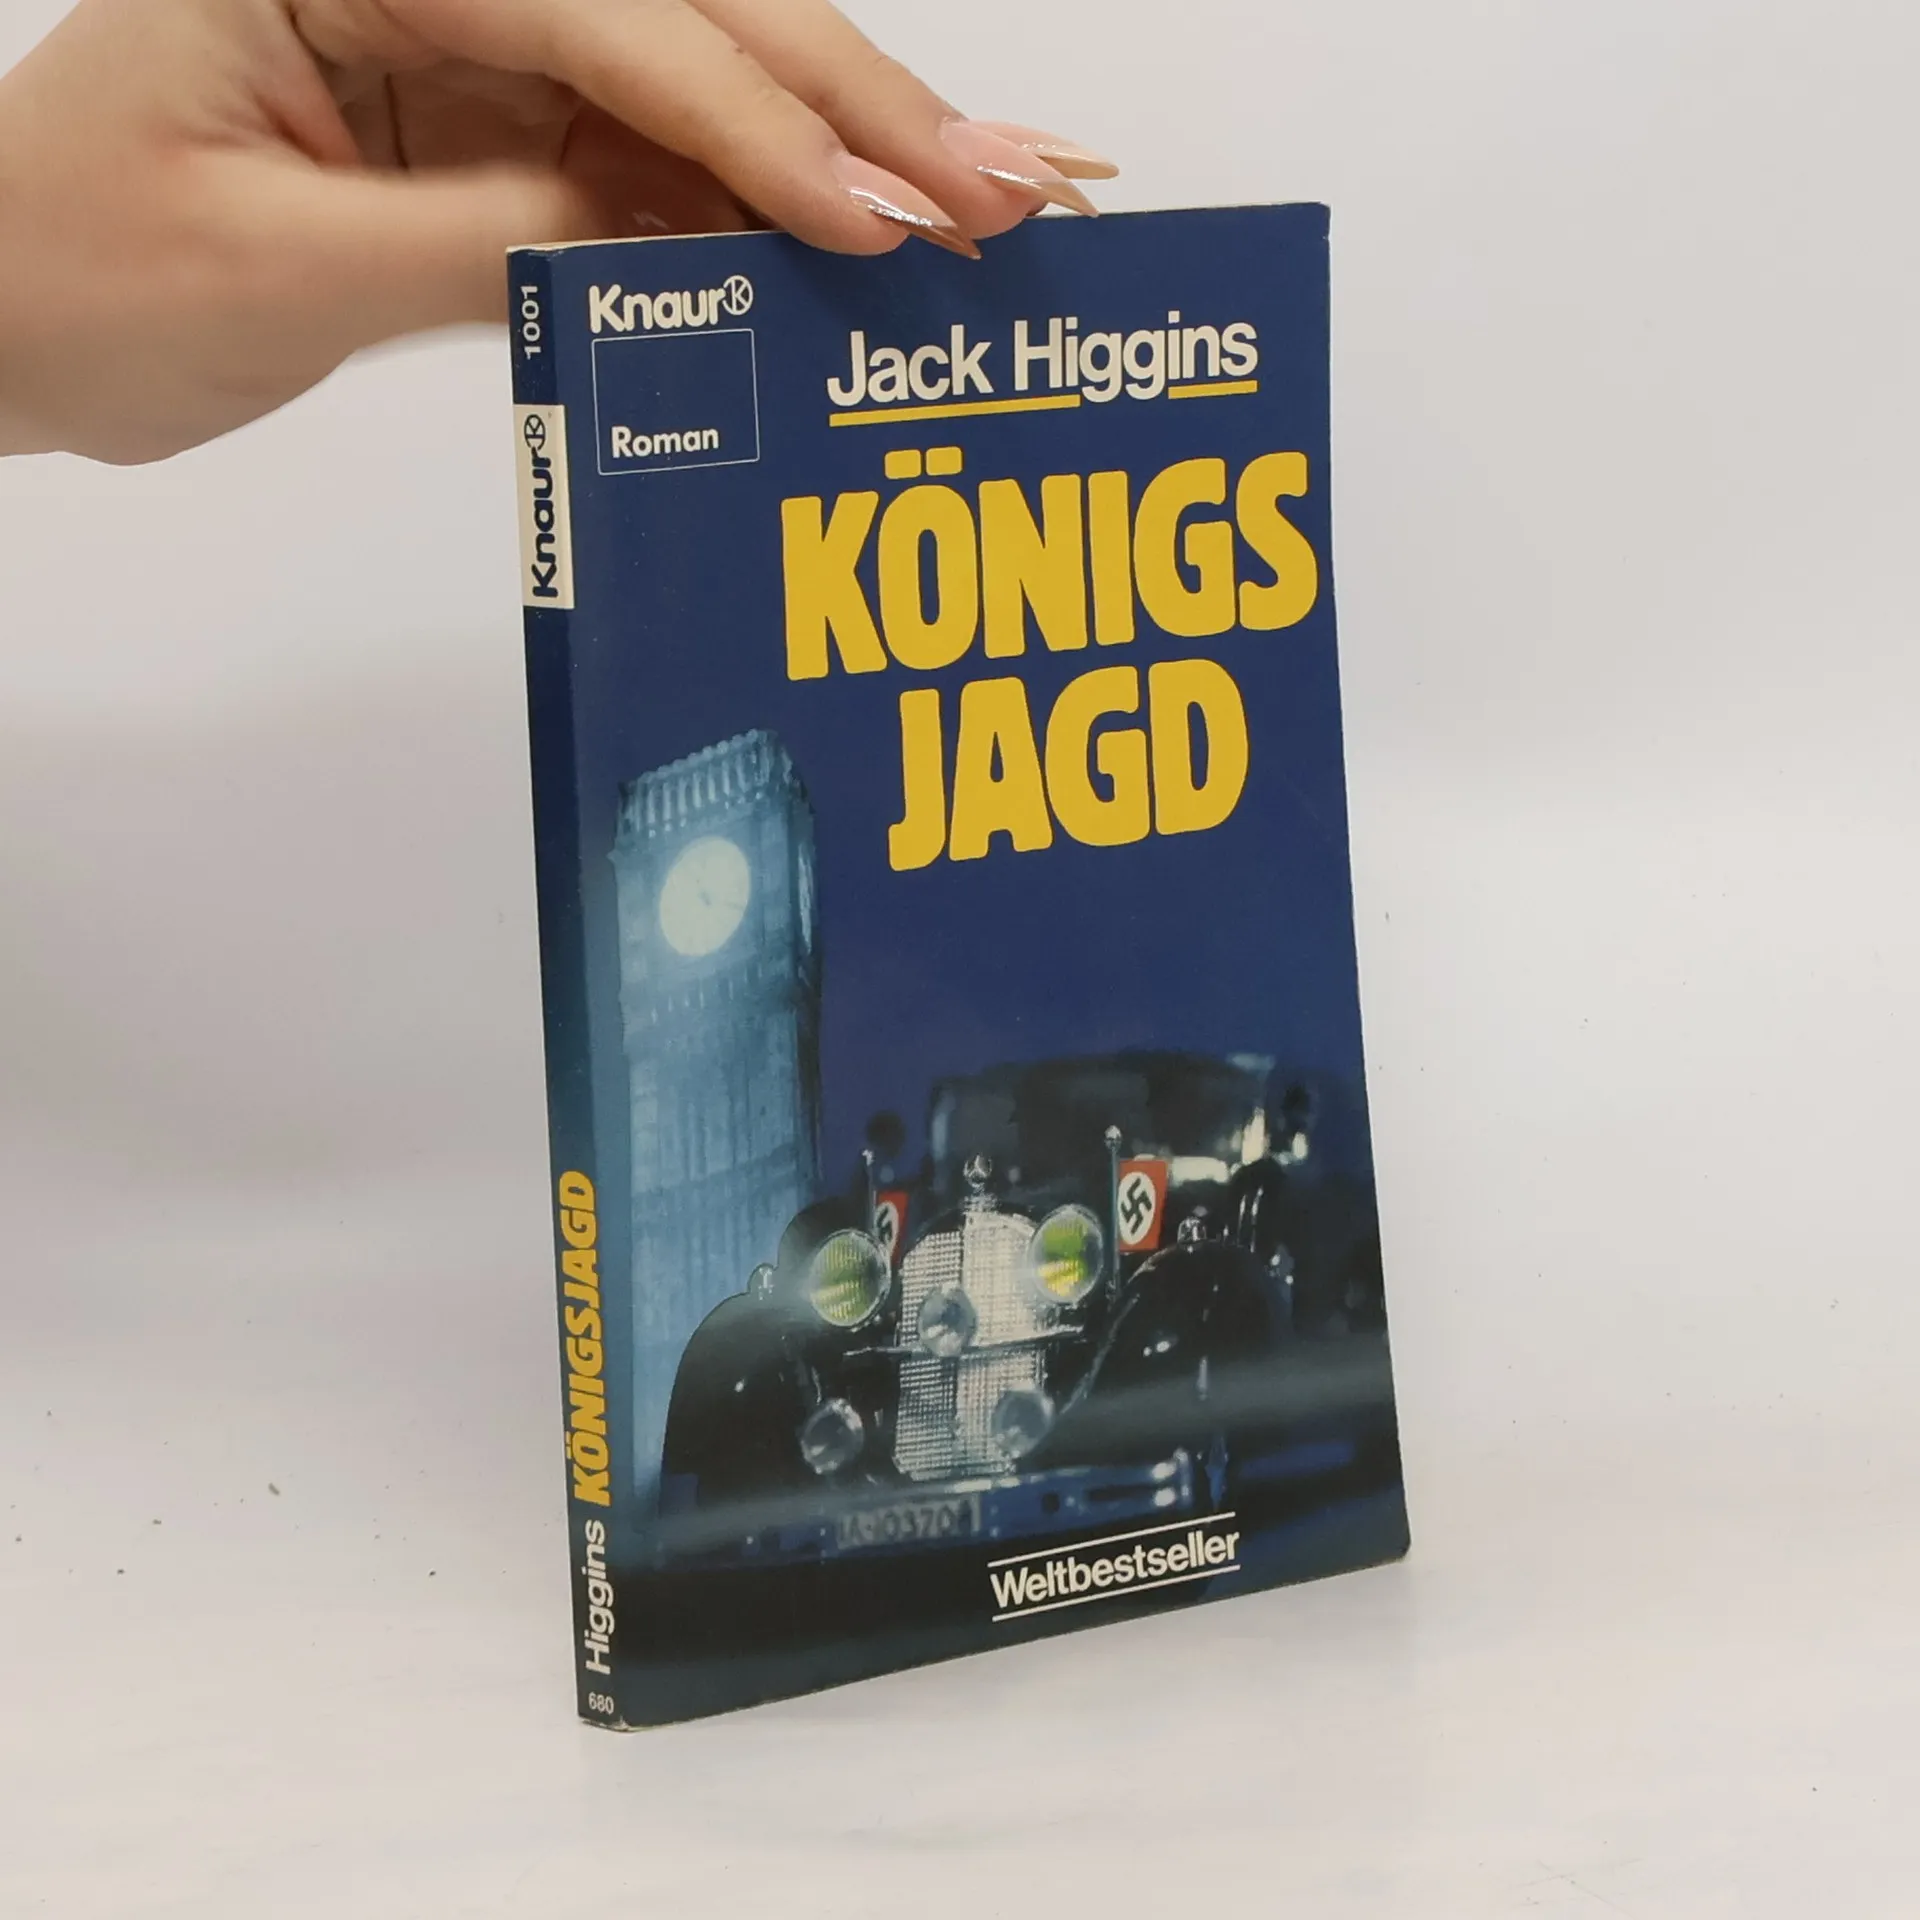 Knaur
Roman
Jack Higgins
KÖNIGS
JAGD
Weltbestseller
1001
Knaur
Higgins KÖNIGSJAGD
680